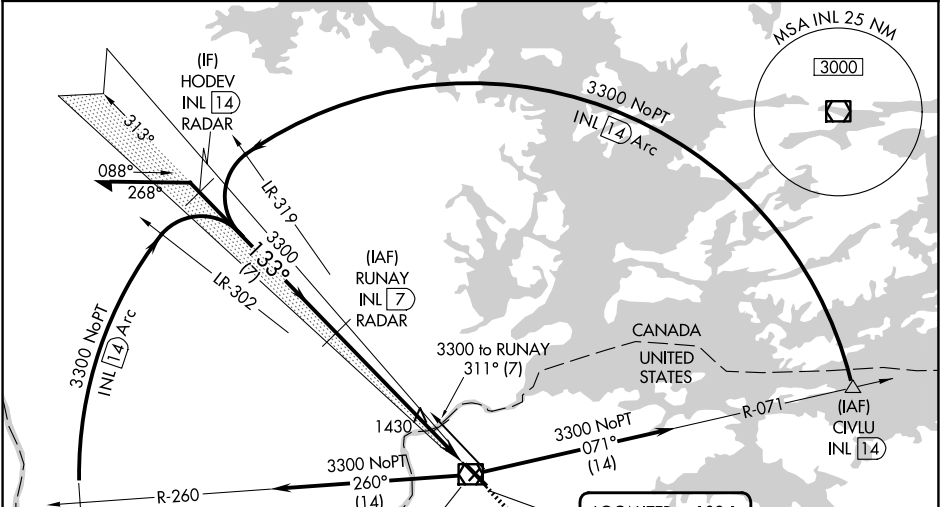 MSA INL 25 NM
3000
(IF)
HODEV
INL 14
RADAR
3300 NoPT
INL 14 Arc
313°
088°
268°
LR-319
3300
133°
(7)
LR-302
(IAF)
RUNAY
INL 7
RADAR
3300 NoPT
INL 14 Arc
CANADA
UNITED
STATES
3300 to RUNAY
311° (7)
1430
R-071
(IAF)
CIVLU
INL 14
3300 NoPT
071°
(14)
3300 NoPT
260°
(14)
R-260